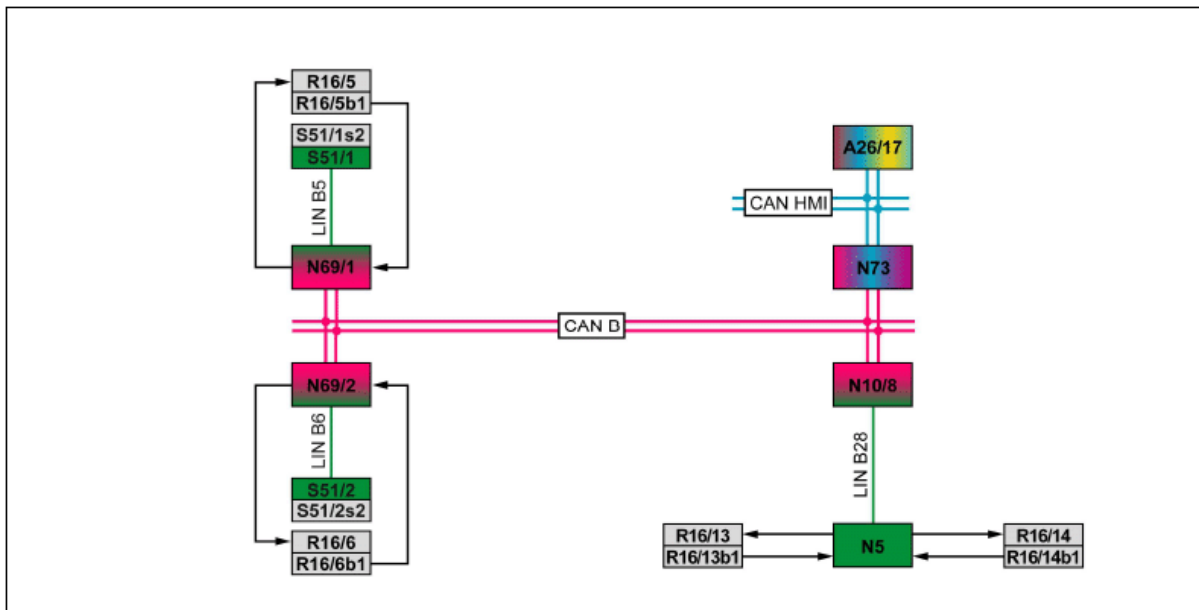 R16/5
R16/5b1
S51/1s2
S51/1
LIN B5
N69/1
A26/17
CAN HMI
N73
CAN B
N69/2
LIN B6
S51/2
S51/2s2
R16/6
R16/6b1
N10/8
LIN B28
R16/13
R16/13b1
N5
R16/14
R16/14b1